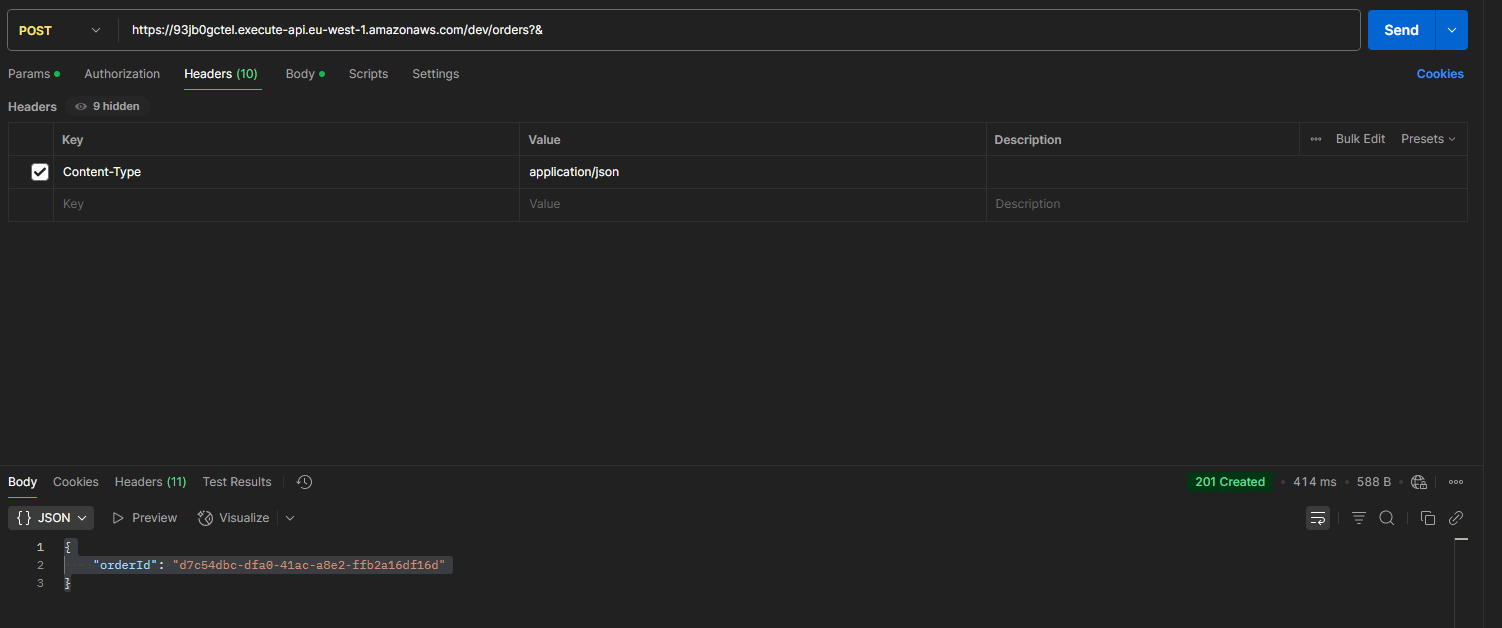 POST https://93jb0gctel.execute-api.eu-west-1.amazonaws.com/dev/orders?& Send
Params Authorization Headers (10) Body Scripts Settings Cookies
Headers 9 hidden
Key Value Description ••• Bulk Edit Presets
Content-Type application/json
Key Value Description
Body Cookies Headers (11) Test Results 201 Created • 414 ms • 588 B •
{} JSON Preview Visualize
1 {
2 "orderId": "d7c54dbc-dfa0-41ac-a8e2-ffb2a16df16d"
3 }